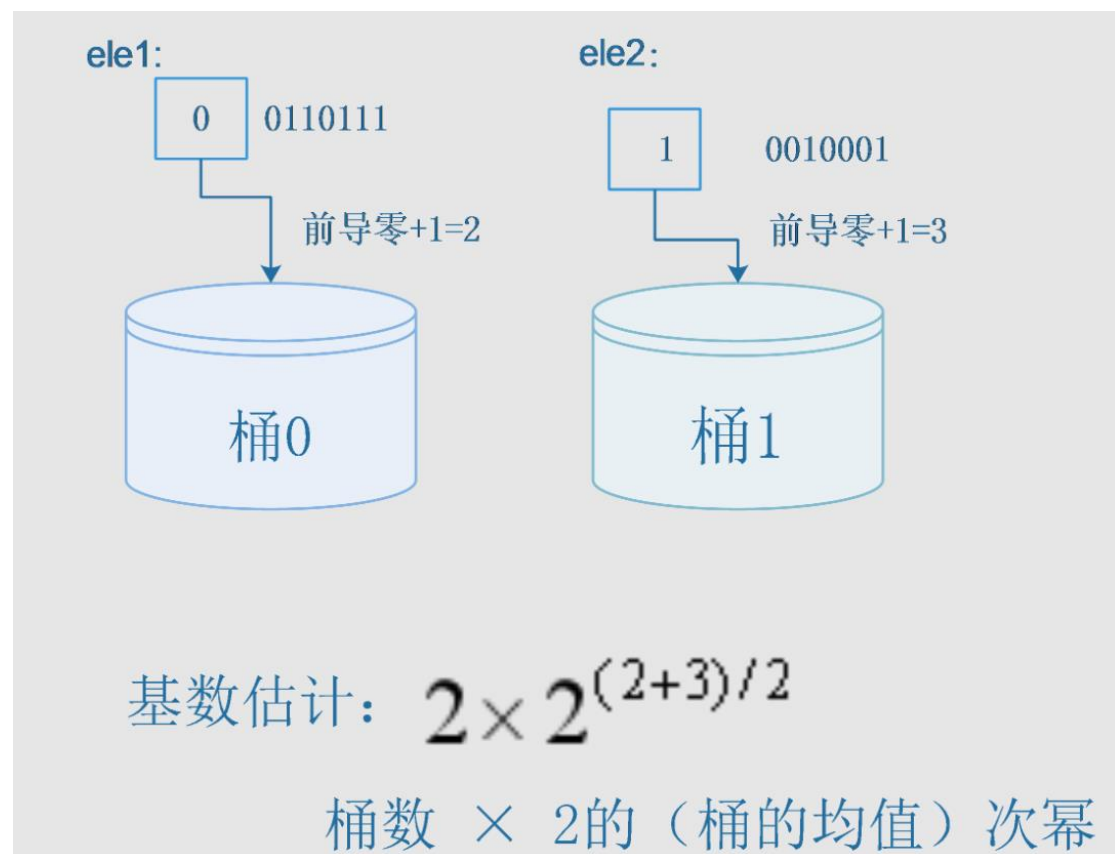 ele1:
0 0110111
前导零+1=2
桶0
ele2:
1 0010001
前导零+1=3
桶1
基数估计: 2×2^(2+3)/2
桶数 × 2的（桶的均值）次幂